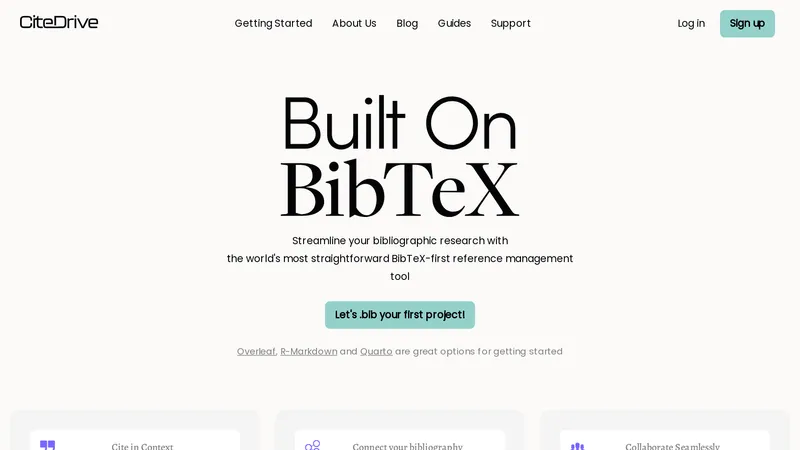 CiteDrive
Getting Started
About Us
Blog
Guides
Support
Log in
Sign up
Built On
BibTeX
Streamline your bibliographic research with
the world's most straightforward BibTeX-first reference management
tool
Let's .bib your first project!
Overleaf, R-Markdown and Quarto are great options for getting started
Cite in Context
Connect your bibliography
Collaborate Seamlessly